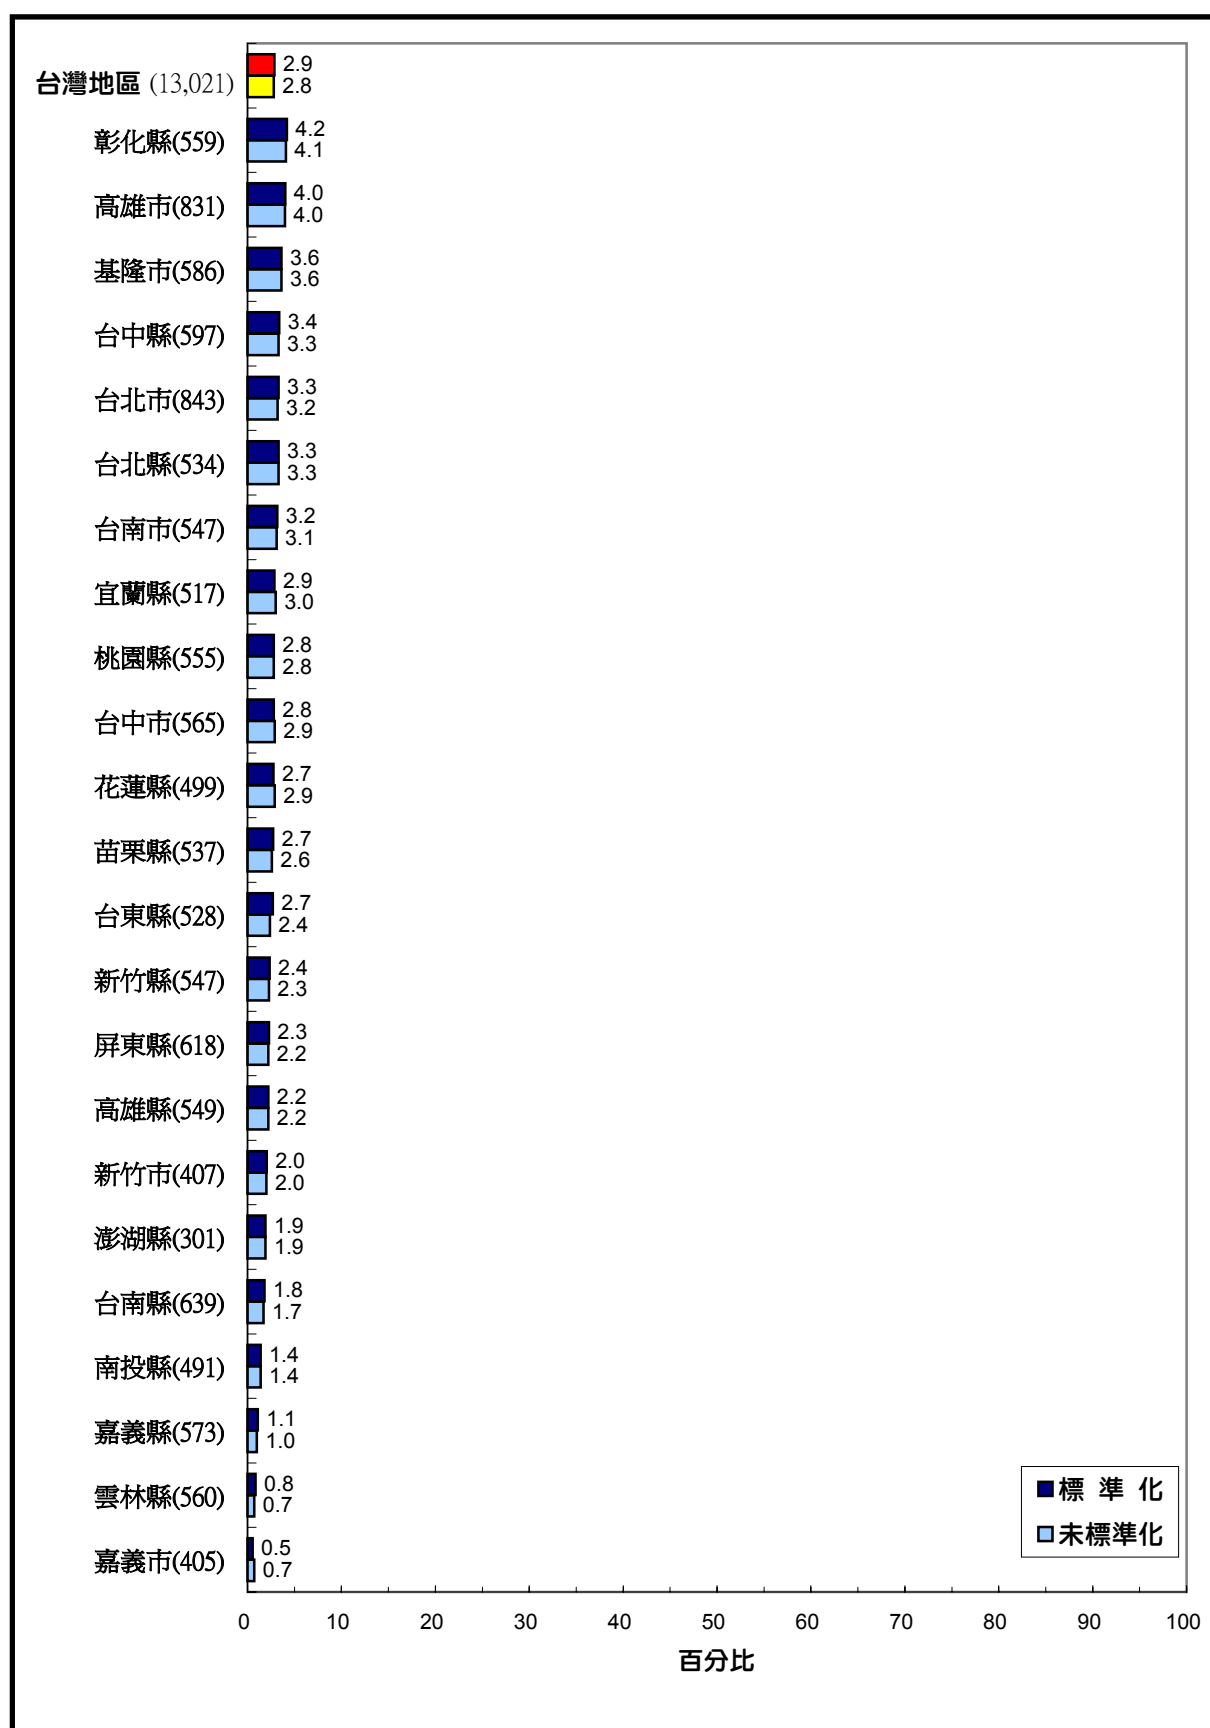 台灣地區 (13,021) 2.9
2.8
彰化縣(559) 4.2
4.1
高雄市(831) 4.0
4.0
基隆市(586) 3.6
3.6
台中縣(597) 3.4
3.3
台北市(843) 3.3
3.2
台北縣(534) 3.3
3.3
台南市(547) 3.2
3.1
宜蘭縣(517) 2.9
3.0
桃園縣(555) 2.8
2.8
台中市(565) 2.8
2.9
花蓮縣(499) 2.7
2.9
苗栗縣(537) 2.7
2.6
台東縣(528) 2.7
2.4
新竹縣(547) 2.4
2.3
屏東縣(618) 2.3
2.2
高雄縣(549) 2.2
2.2
新竹市(407) 2.0
2.0
澎湖縣(301) 1.9
1.9
台南縣(639) 1.8
1.7
南投縣(491) 1.4
1.4
嘉義縣(573) 1.1
1.0
雲林縣(560) 0.8
0.7
嘉義市(405) 0.5
0.7
標 準 化
未標準化
0 10 20 30 40 50 60 70 80 90 100
百分比